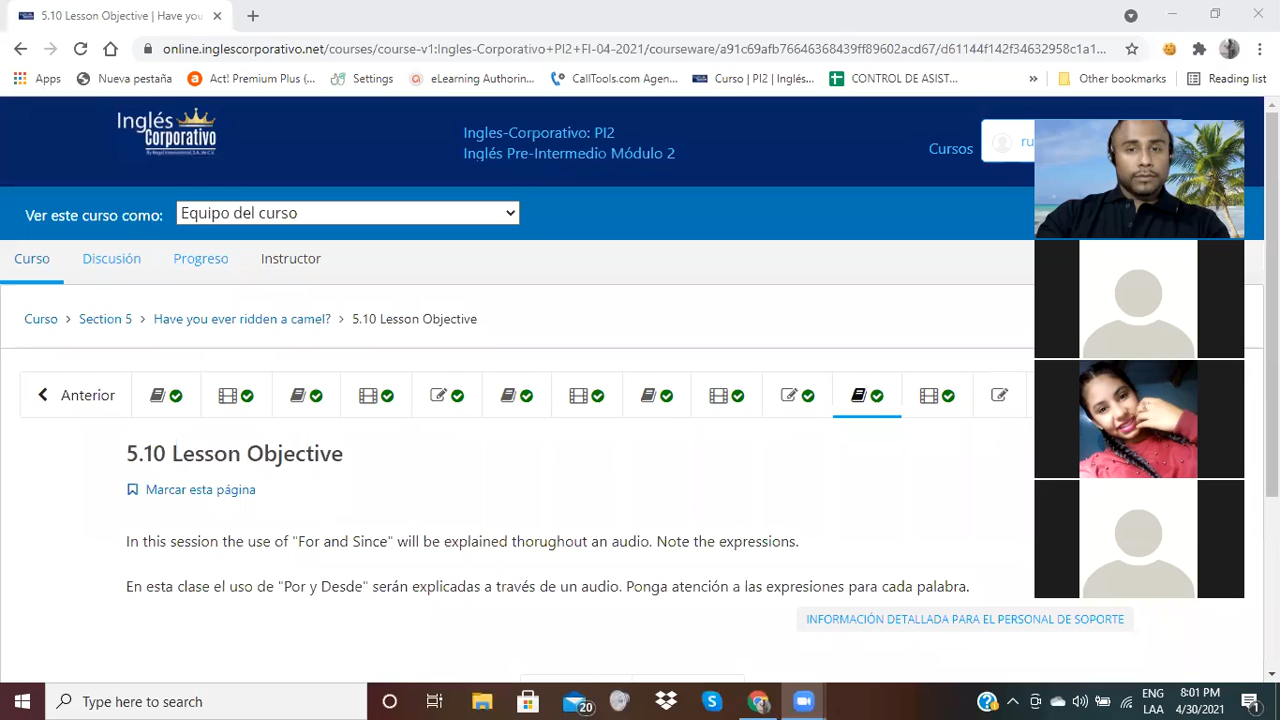 5.10 Lesson Objective | Have you
online.inglescorporativo.net/courses/course-v1:Ingles-Corporativo+PI2+FI-04-2021/courseware/a91c69afb76646368439ff89602acd67/d61144f142f34632958c1a1...
Apps
Nueva pestaña
Act! Premium Plus (...
Settings
eLearning Authorin...
CallTools.com Agen...
Curso | PI2 | Inglés...
CONTROL DE ASIST...
»
Other bookmarks
Reading list
Inglés
Corporativo
Ingles-Corporativo: PI2
Inglés Pre-Intermedio Módulo 2
Cursos
ru
Ver este curso como:
Equipo del curso
Curso
Discusión
Progreso
Instructor
Curso > Section 5 > Have you ever ridden a camel? > 5.10 Lesson Objective
Anterior
5.10 Lesson Objective
Marcar esta página
In this session the use of "For and Since" will be explained thorughout an audio. Note the expressions.
En esta clase el uso de "Por y Desde" serán explicadas a través de un audio. Ponga atención a las expresiones para cada palabra.
INFORMACIÓN DETALLADA PARA EL PERSONAL DE SOPORTE
Type here to search
20
ENG
LAA
8:01 PM
4/30/2021
1